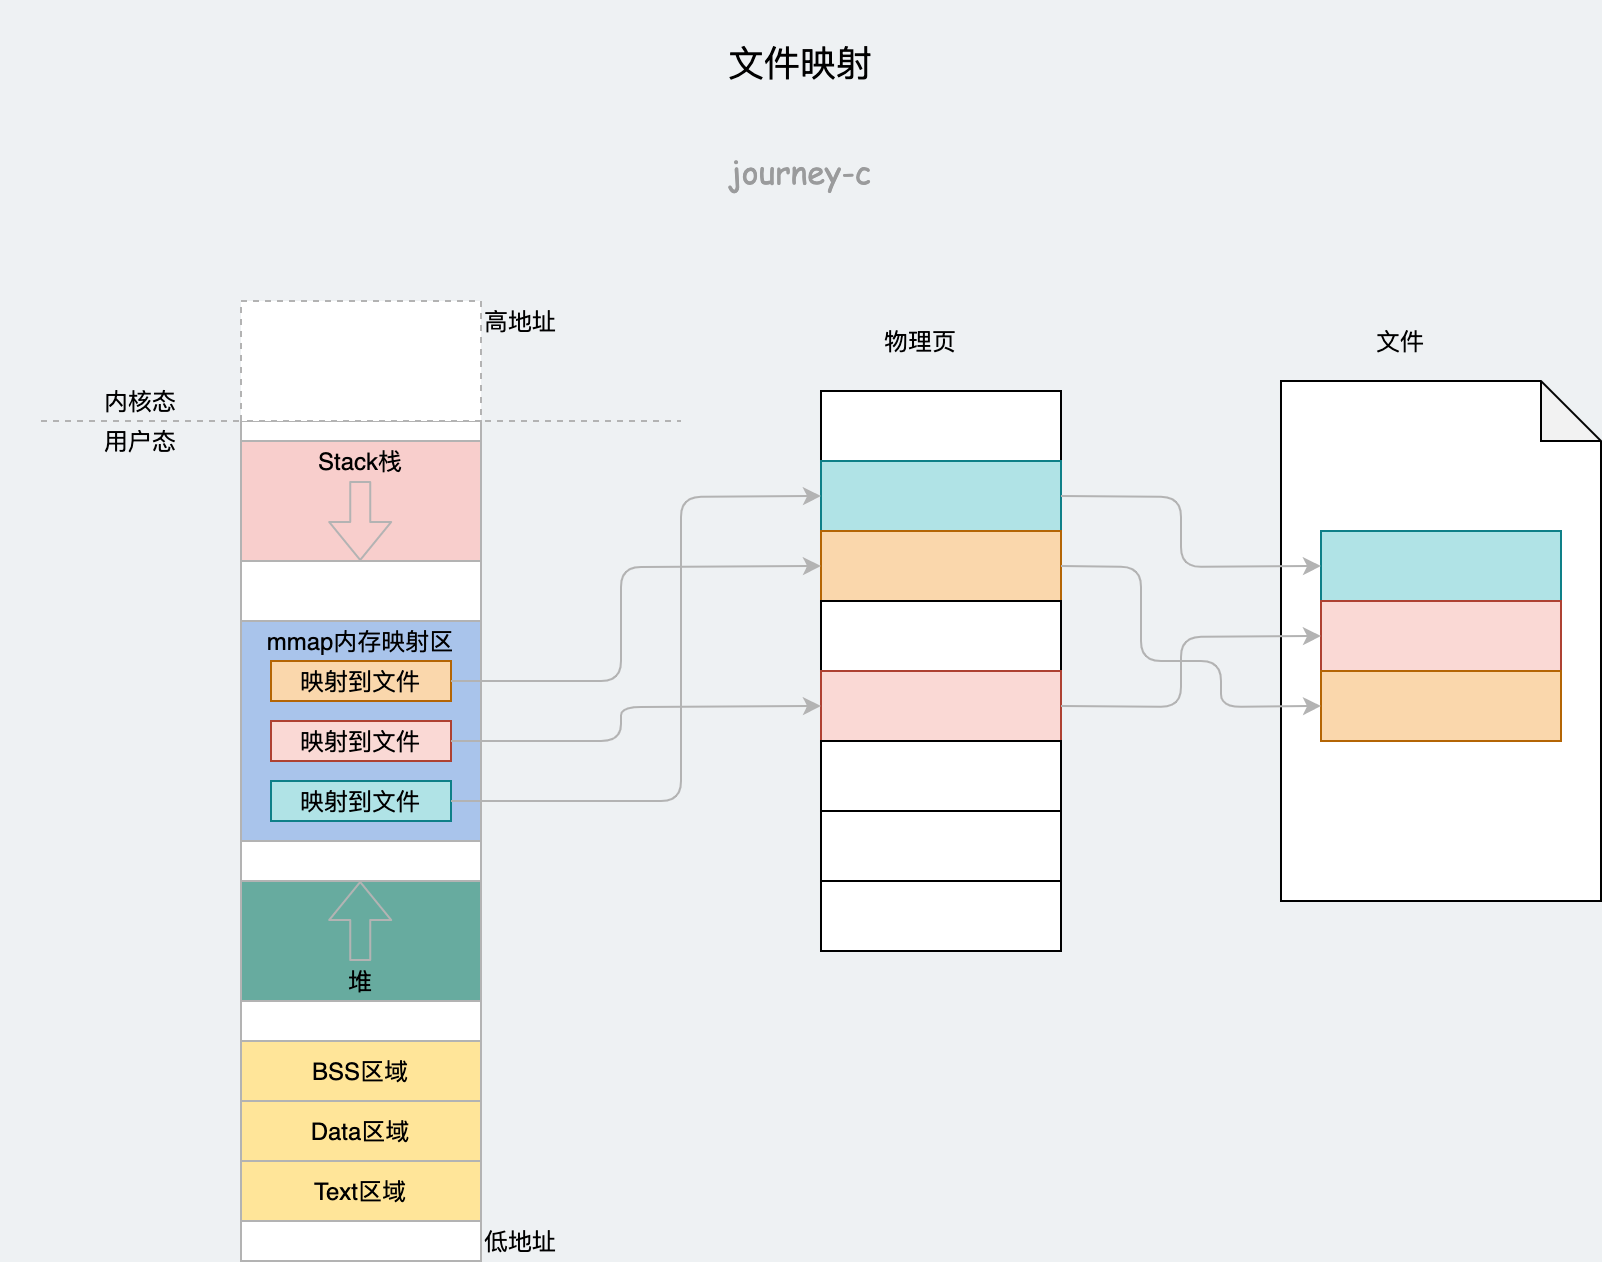 文件映射
journey-c
高地址
内核态
用户态
Stack栈
mmap内存映射区
映射到文件
映射到文件
映射到文件
堆
BSS区域
Data区域
Text区域
低地址
物理页
文件